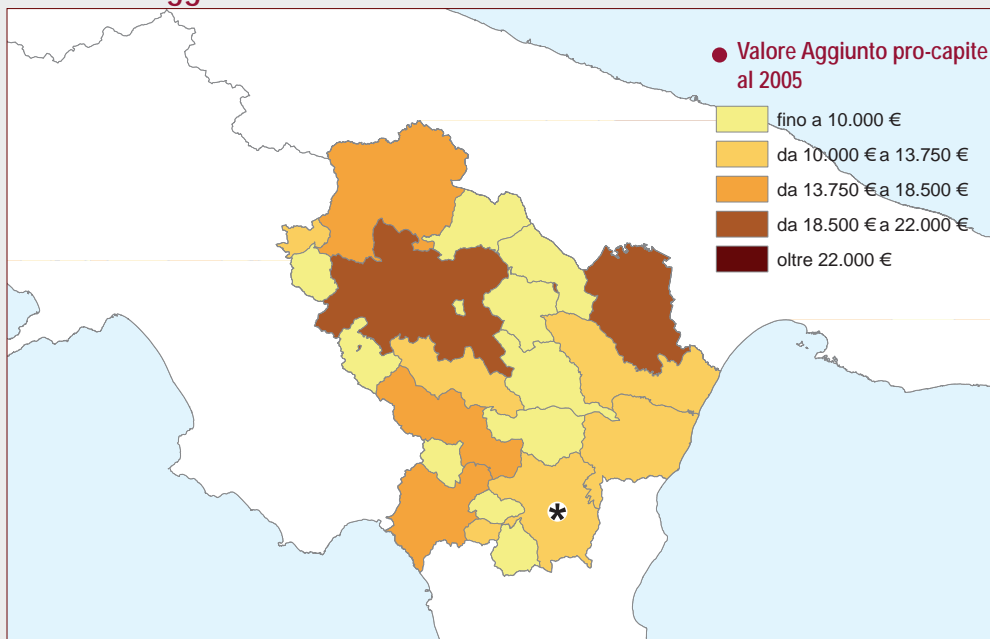 Valore Aggiunto pro-capite
al 2005
fino a 10.000 €
da 10.000 € a 13.750 €
da 13.750 € a 18.500 €
da 18.500 € a 22.000 €
oltre 22.000 €
*